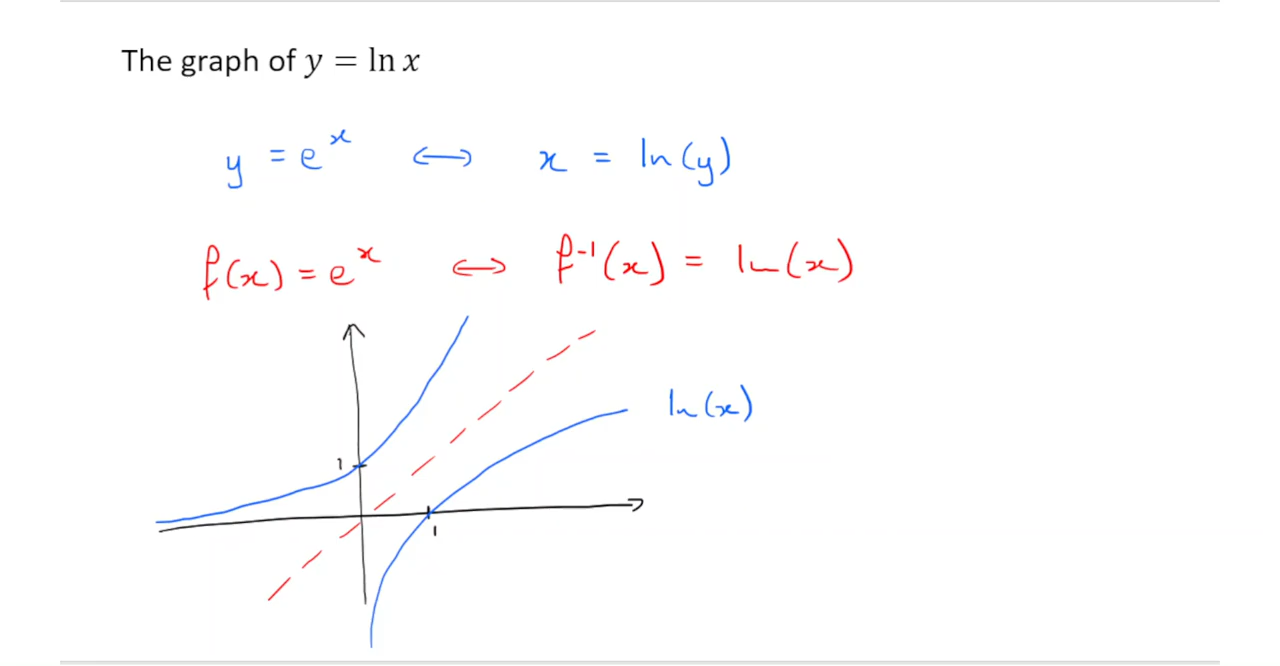 The graph of y = ln x
y = e^x ⟷ x = ln(y)
f(x) = e^x ⟷ f⁻¹(x) = ln(x)
ln(x)
1
1